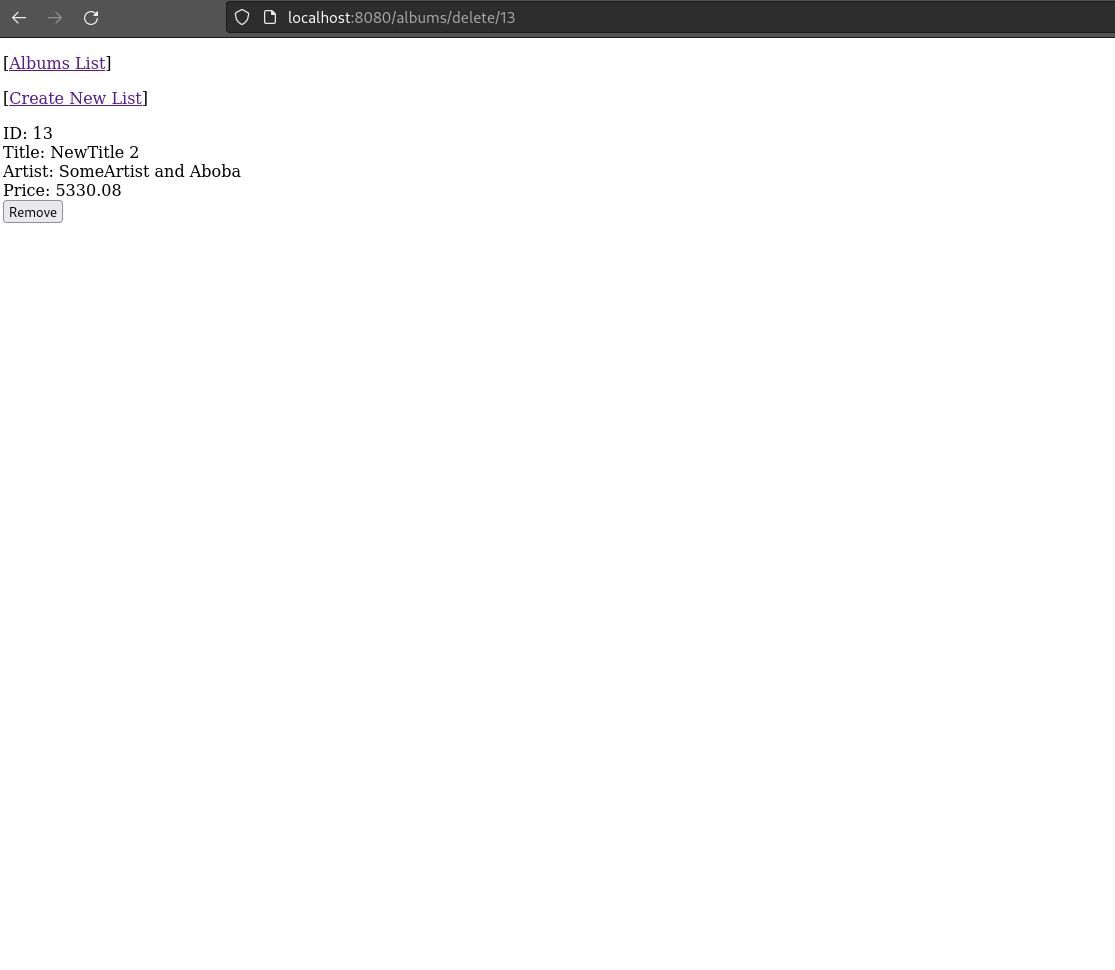 localhost:8080/albums/delete/13
[Albums List]
[Create New List]
ID: 13
Title: NewTitle 2
Artist: SomeArtist and Aboba
Price: 5330.08
Remove